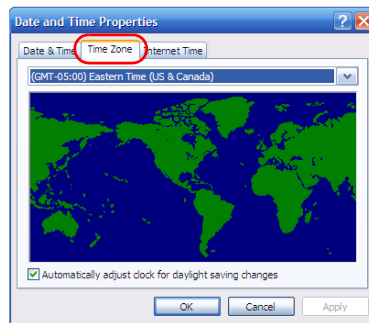 Date and Time Properties
Date & Time Time Zone Internet Time
(GMT-05:00) Eastern Time (US & Canada)
Automatically adjust clock for daylight saving changes
OK Cancel Apply